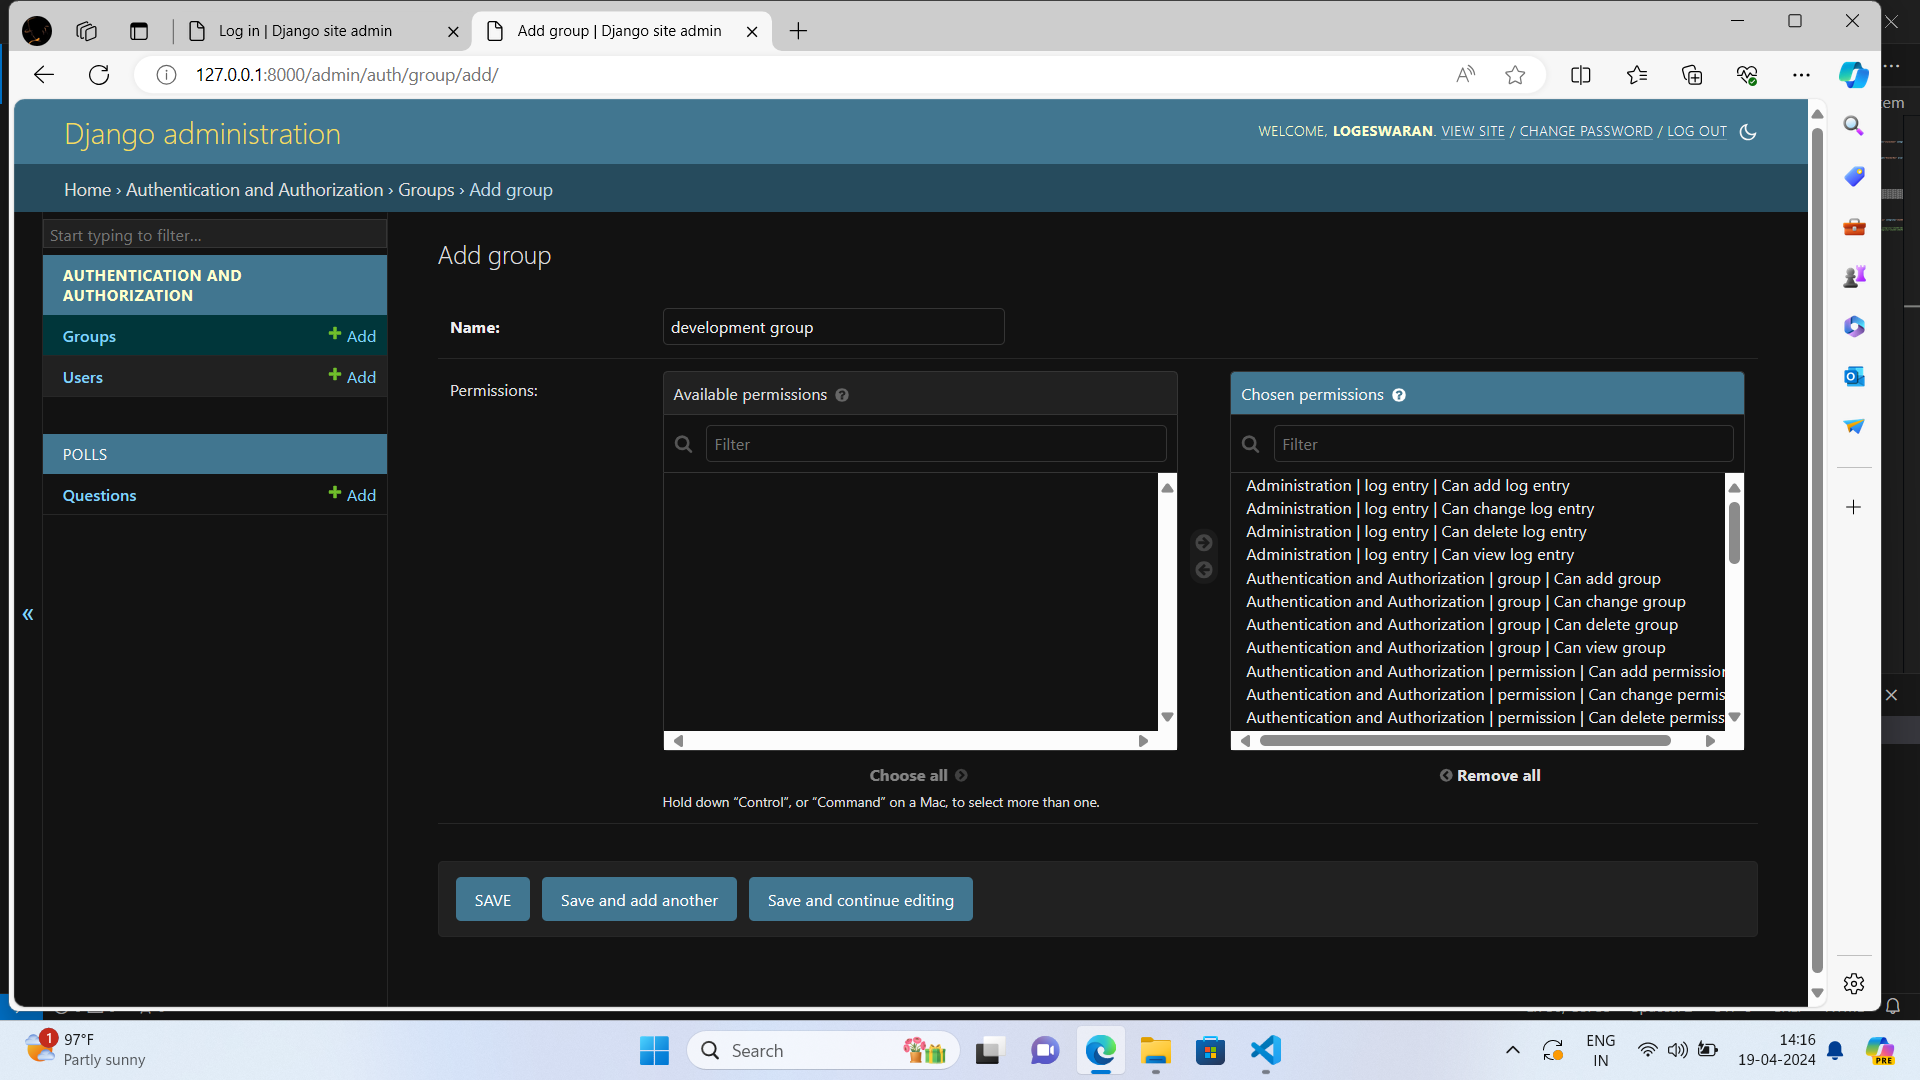 Log in | Django site admin
Add group | Django site admin
127.0.0.1:8000/admin/auth/group/add/
Django administration
WELCOME, LOGESWARAN. VIEW SITE / CHANGE PASSWORD / LOG OUT
Home › Authentication and Authorization › Groups › Add group
Start typing to filter...
AUTHENTICATION AND
AUTHORIZATION
Groups
Add
Users
Add
POLLS
Questions
Add
«
Add group
Name:
development group
Permissions:
Available permissions
Filter
Choose all
Hold down “Control”, or “Command” on a Mac, to select more than one.
Chosen permissions
Filter
Administration | log entry | Can add log entry
Administration | log entry | Can change log entry
Administration | log entry | Can delete log entry
Administration | log entry | Can view log entry
Authentication and Authorization | group | Can add group
Authentication and Authorization | group | Can change group
Authentication and Authorization | group | Can delete group
Authentication and Authorization | group | Can view group
Authentication and Authorization | permission | Can add permission
Authentication and Authorization | permission | Can change permis
Authentication and Authorization | permission | Can delete permiss
Remove all
SAVE
Save and add another
Save and continue editing
1
97°F
Partly sunny
Search
ENG
IN
14:16
19-04-2024
PRE